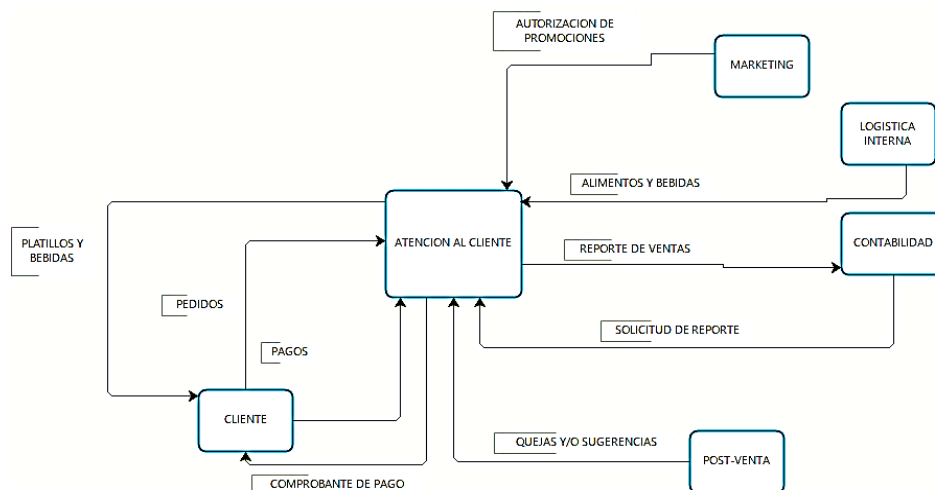 AUTORIZACION DE
PROMOCIONES
MARKETING
LOGISTICA
INTERNA
ALIMENTOS Y BEBIDAS
PLATILLOS Y
BEBIDAS
ATENCION AL CLIENTE
REPORTE DE VENTAS
CONTABILIDAD
PEDIDOS
SOLICITUD DE REPORTE
PAGOS
CLIENTE
QUEJAS Y/O SUGERENCIAS
POST-VENTA
COMPROBANTE DE PAGO